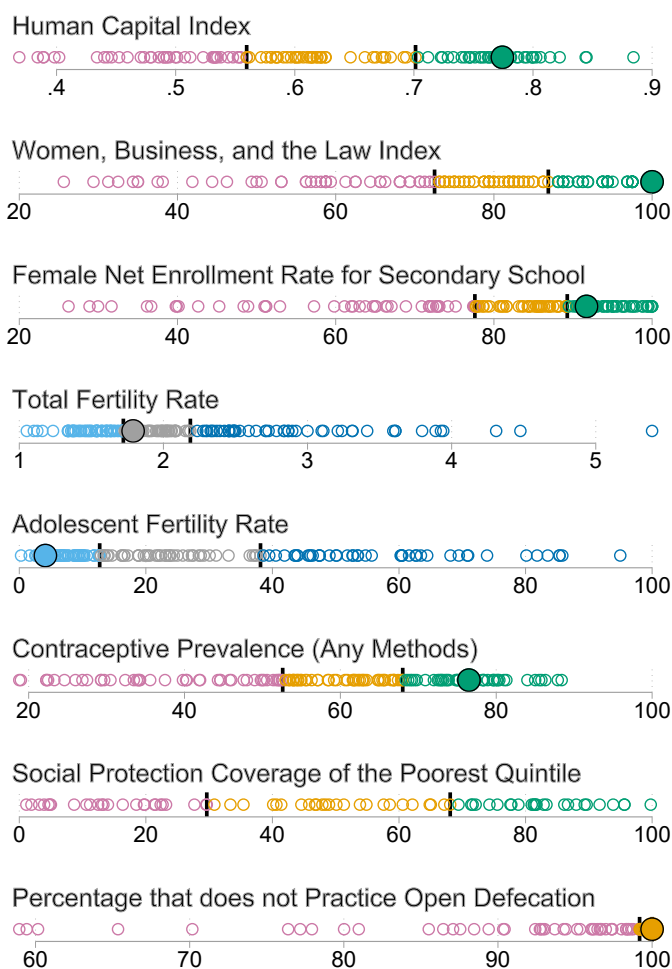 Human Capital Index
.4 .5 .6 .7 .8 .9
Women, Business, and the Law Index
20 40 60 80 100
Female Net Enrollment Rate for Secondary School
20 40 60 80 100
Total Fertility Rate
1 2 3 4 5
Adolescent Fertility Rate
0 20 40 60 80 100
Contraceptive Prevalence (Any Methods)
20 40 60 80 100
Social Protection Coverage of the Poorest Quintile
0 20 40 60 80 100
Percentage that does not Practice Open Defecation
60 70 80 90 100